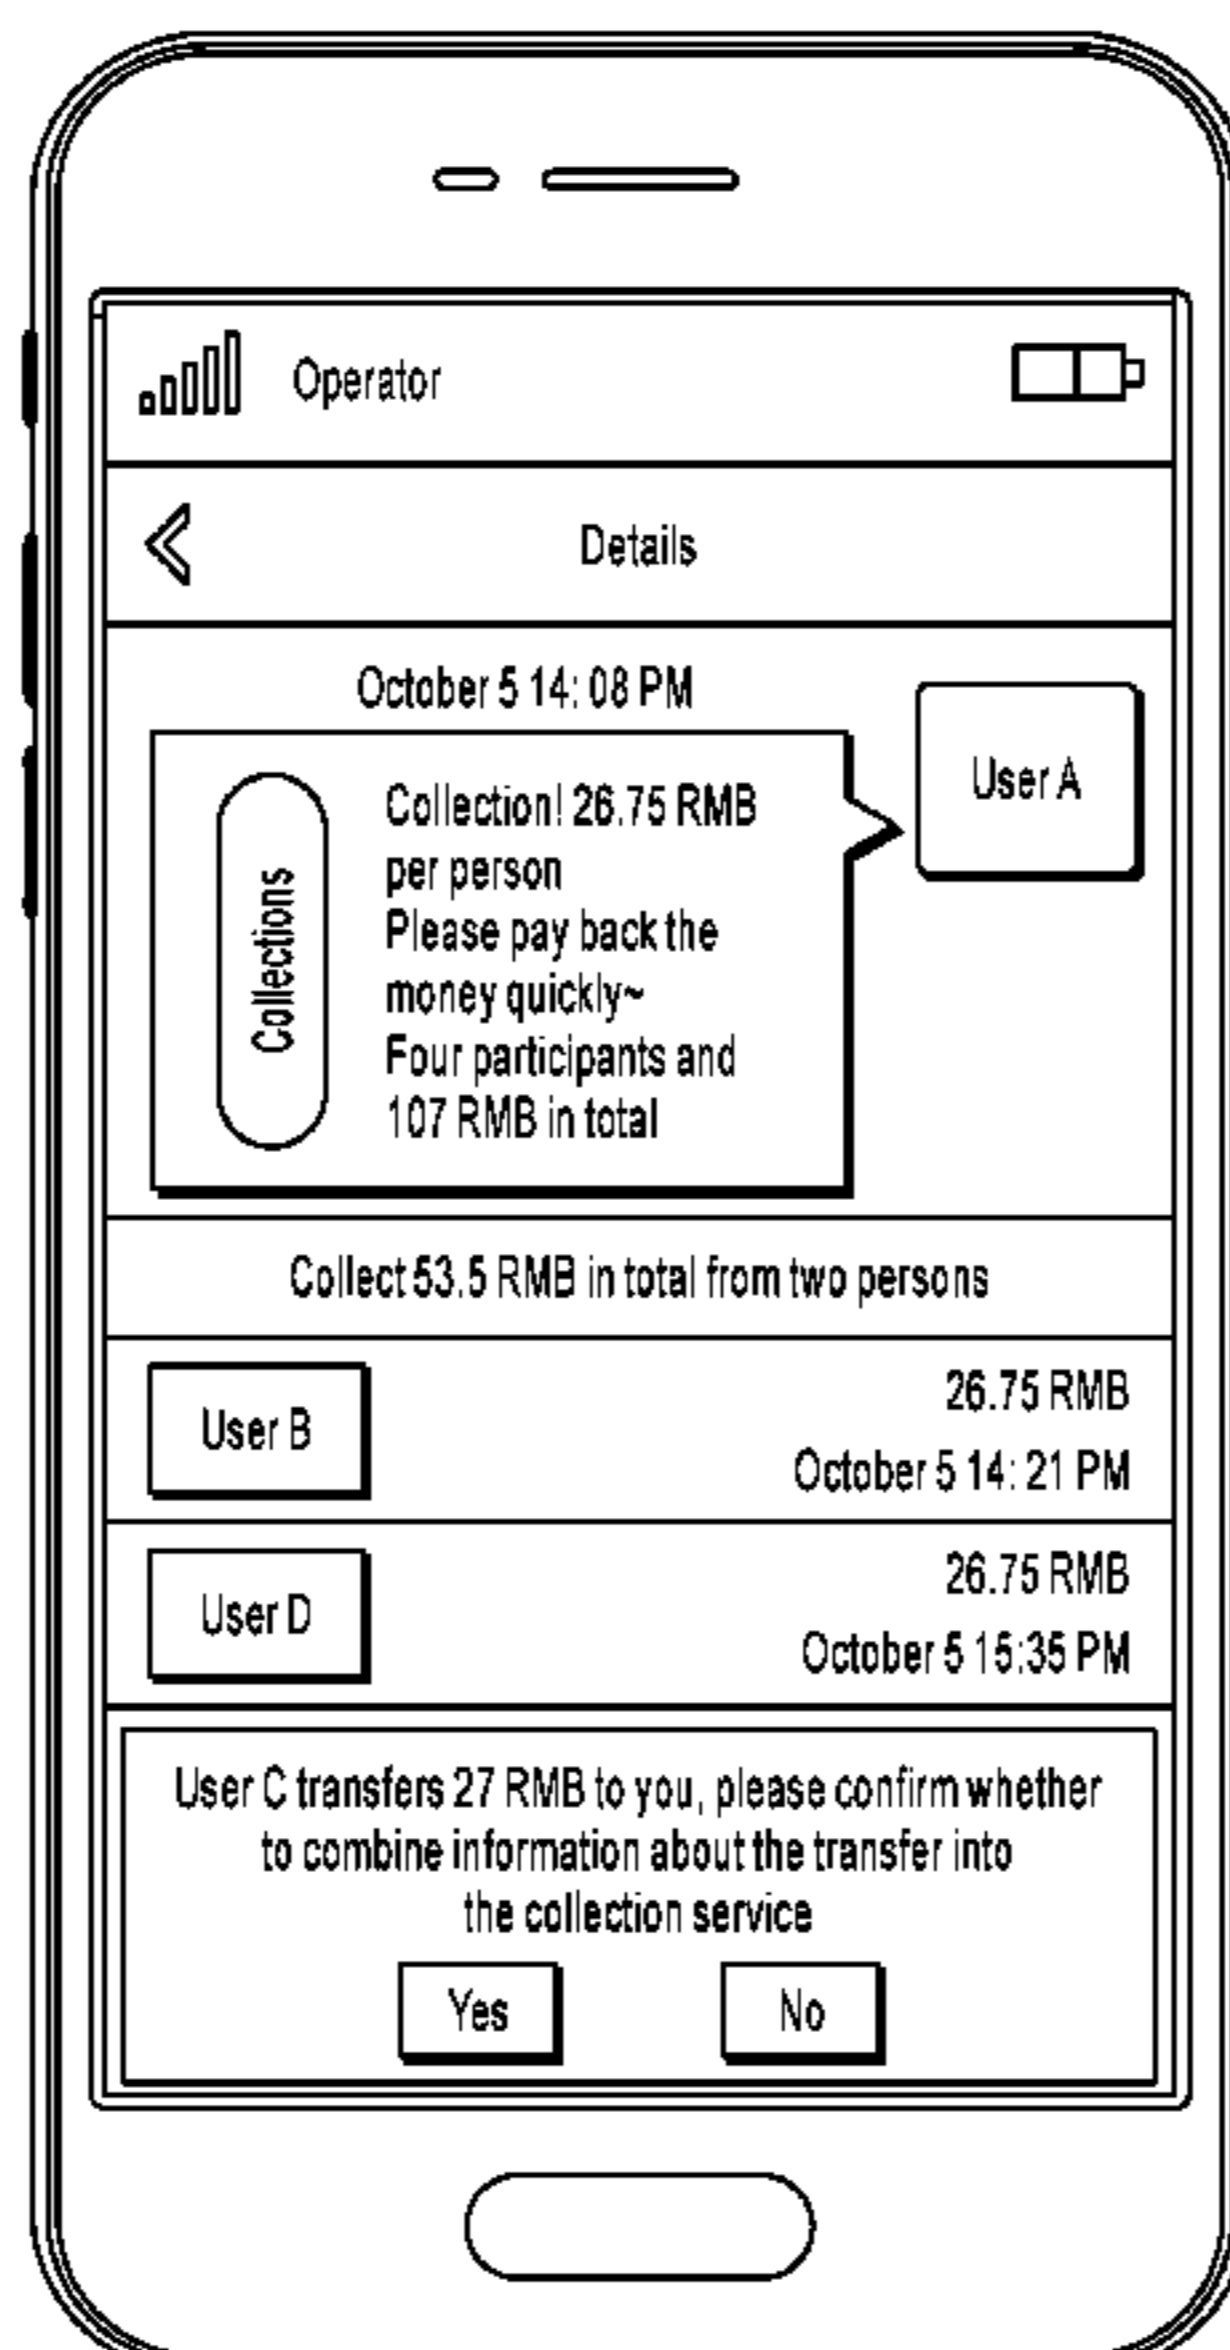 Operator
Details
October 5 14: 08 PM
User A
Collections
Collection! 26.75 RMB
per person
Please pay back the
money quickly~
Four participants and
107 RMB in total
Collect 53.5 RMB in total from two persons
User B
26.75 RMB
October 5 14: 21 PM
User D
26.75 RMB
October 5 15:35 PM
User C transfers 27 RMB to you, please confirm whether
to combine information about the transfer into
the collection service
Yes
No